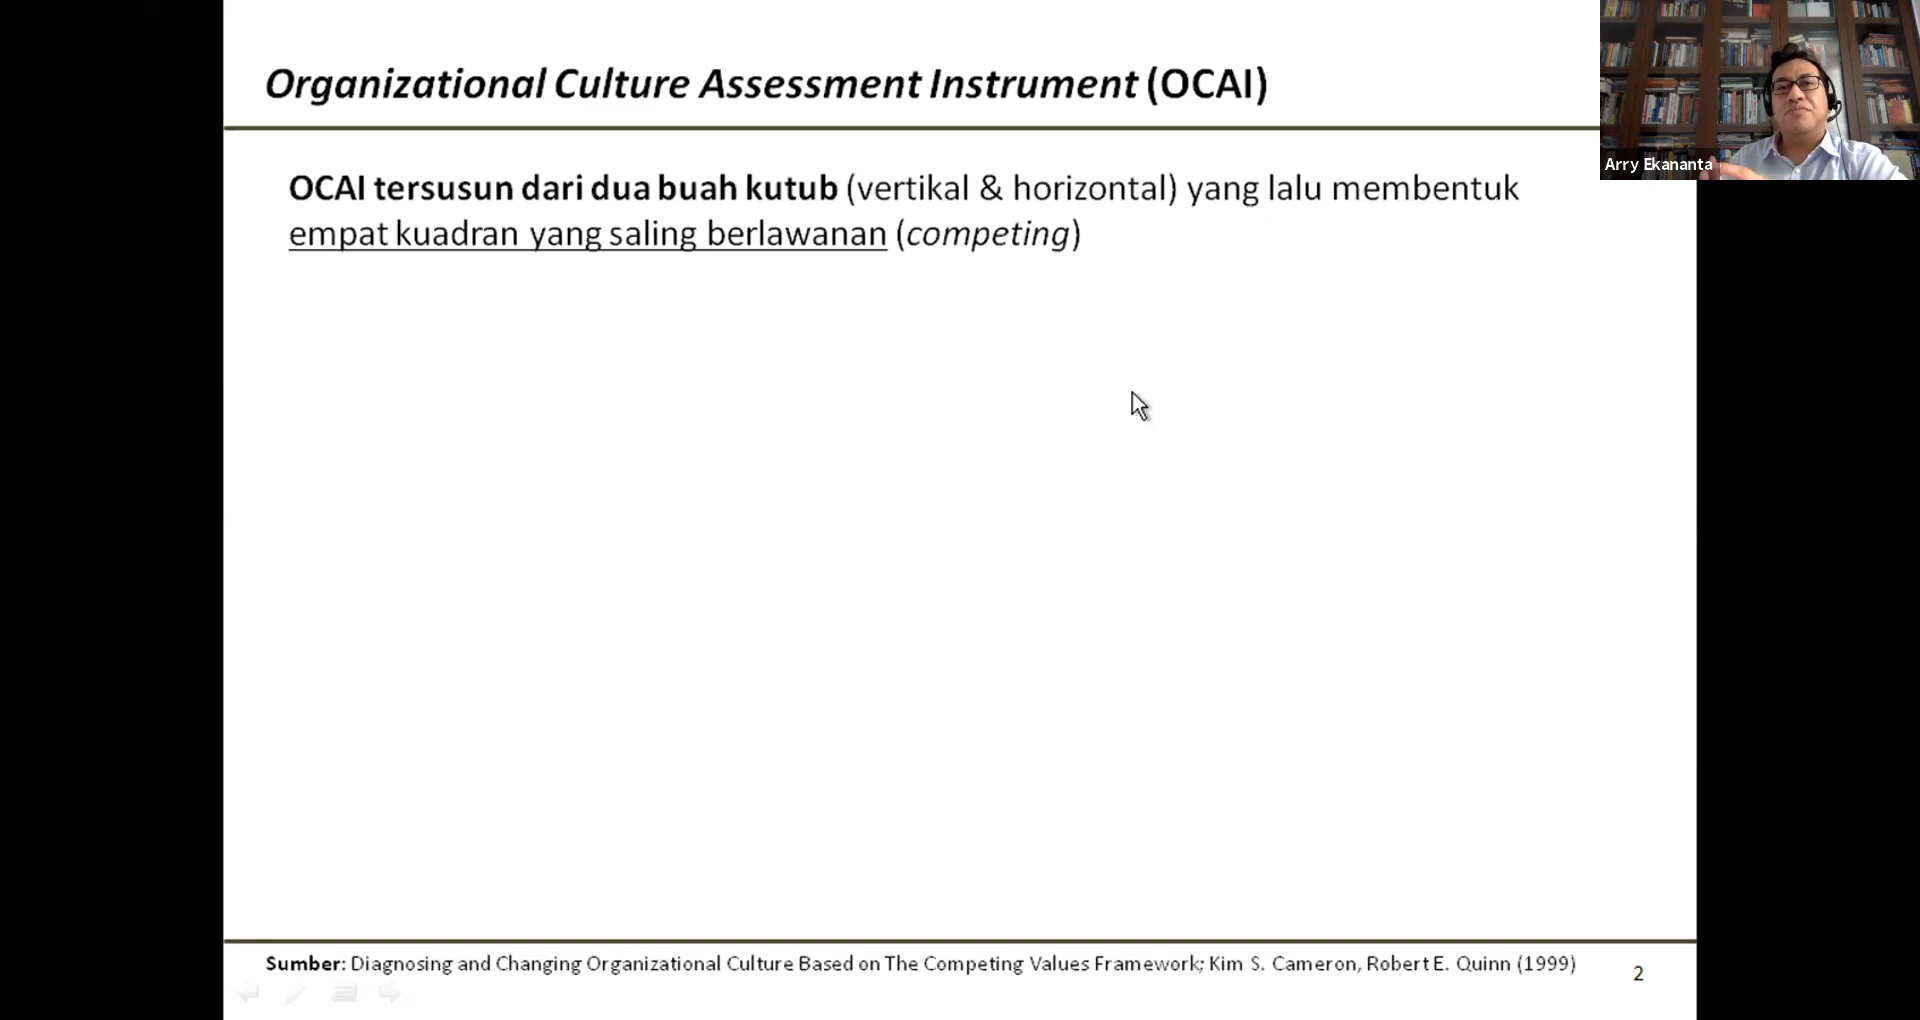 Organizational Culture Assessment Instrument (OCAI)
Arry Ekananta
OCAI tersusun dari dua buah kutub (vertikal & horizontal) yang lalu membentuk
empat kuadran yang saling berlawanan (competing)
Sumber: Diagnosing and Changing Organizational Culture Based on The Competing Values Framework; Kim S. Cameron, Robert E. Quinn (1999)
2